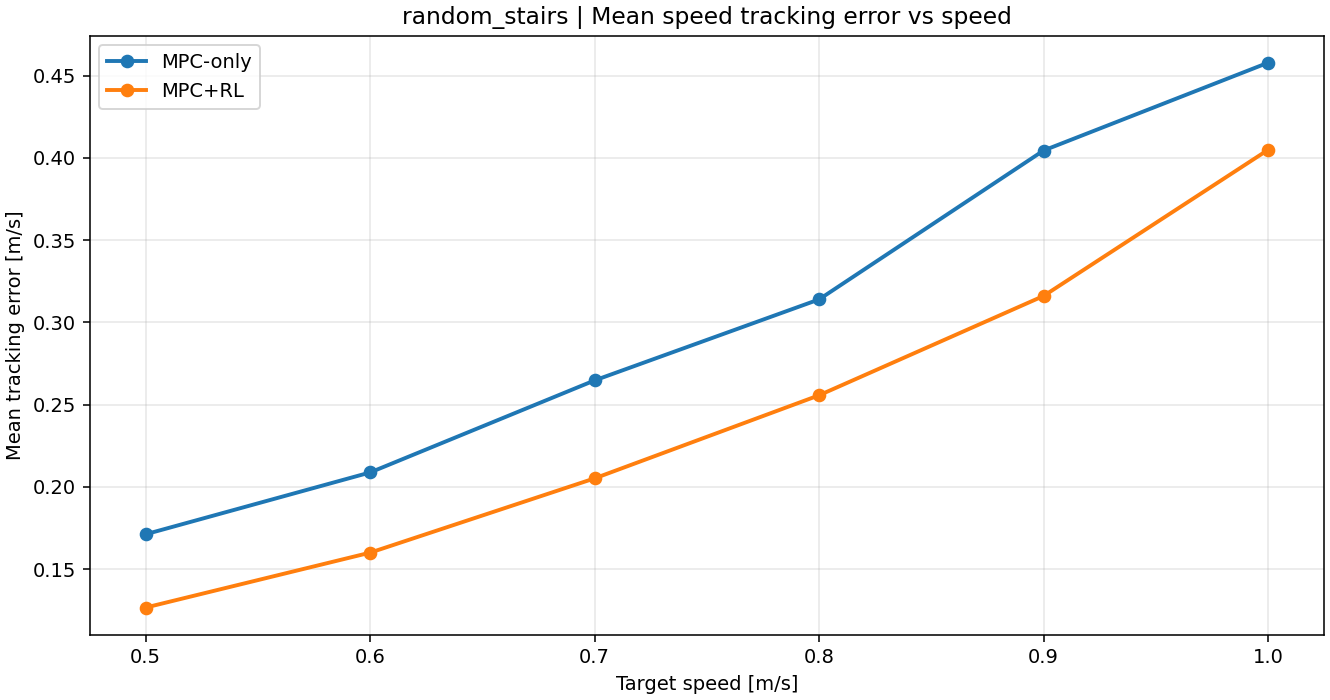 random_stairs | Mean speed tracking error vs speed
MPC-only
MPC+RL
Mean tracking error [m/s]
0.45
0.40
0.35
0.30
0.25
0.20
0.15
0.5 0.6 0.7 0.8 0.9 1.0
Target speed [m/s]